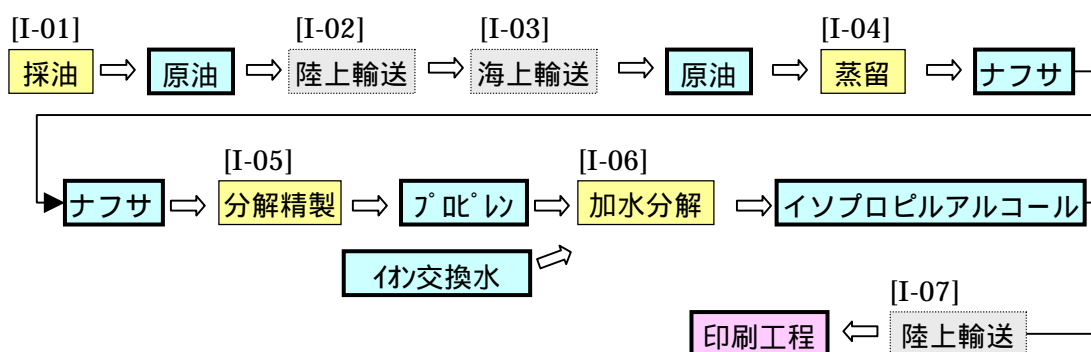 [I-01] [I-02] [I-03] [I-04]
採油 原油 陸上輸送 海上輸送 原油 蒸留 ナフサ
[I-05] [I-06]
ナフサ 分解精製 プロピレン 加水分解 イソプロピルアルコール
イオン交換水
[I-07]
印刷工程 陸上輸送